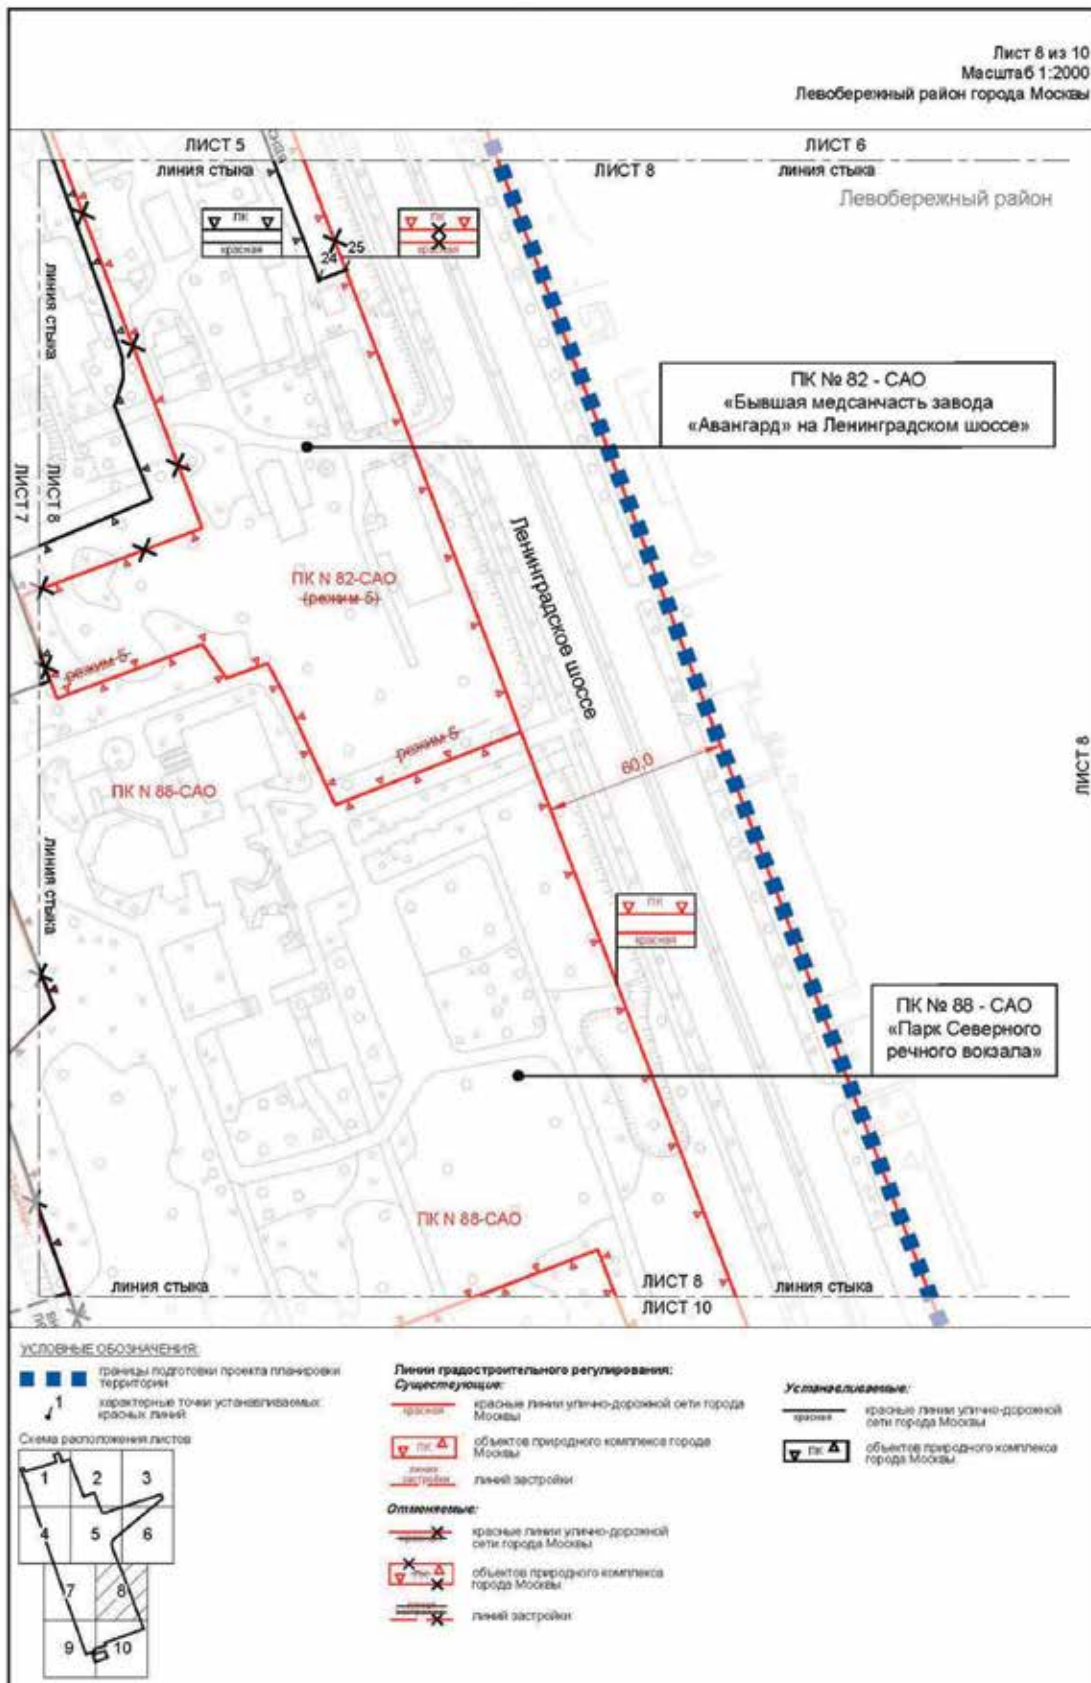 Лист 8 из 10
Масштаб 1:2000
Левобережный район города Москвы
ЛИСТ 5
линия стыка
ЛИСТ 8
ЛИСТ 6
линия стыка
Левобережный район
ПК
красная
ПК
красная
24
25
линия стыка
ПК № 82 - САО
«Бывшая медсанчасть завода
«Авангард» на Ленинградском шоссе»
ЛИСТ 7
ЛИСТ 8
Ленинградское шоссе
ПК N 82-САО
(режим 5)
режим 5
режим 5
60,0
ЛИСТ 8
ПК N 88-САО
линия стыка
ПК
красная
ПК № 88 - САО
«Парк Северного
речного вокзала»
ПК N 88-САО
линия стыка
ЛИСТ 8
ЛИСТ 10
линия стыка
УСЛОВНЫЕ ОБОЗНАЧЕНИЯ:
границы подготовки проекта планировки
территории
1
характерные точки устанавливаемых
красных линий
Схема расположения листов
1
2
3
4
5
6
7
8
9
10
Линии градостроительного регулирования:
Существующие:
красная
красные линии улично-дорожной сети города
Москвы
ПК
объектов природного комплекса города
Москвы
линия
застройки
линий застройки
Отменяемые:
красные линии улично-дорожной
сети города Москвы
объектов природного комплекса
города Москвы
линий застройки
Устанавливаемые:
красная
красные линии улично-дорожной
сети города Москвы
ПК
объектов природного комплекса
города Москвы